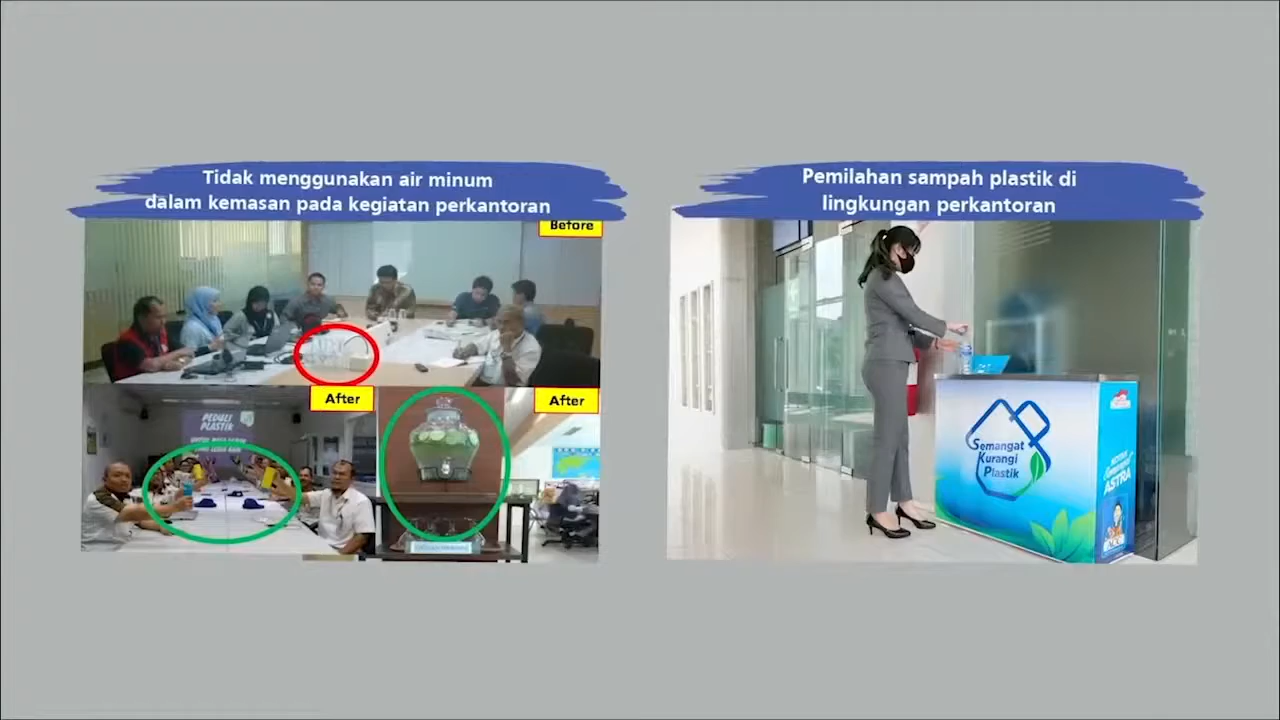 Tidak menggunakan air minum
dalam kemasan pada kegiatan perkantoran
Before
After
After
PEDULI
PLASTIK
Pemilahan sampah plastik di
lingkungan perkantoran
Semangat
Kurangi
Plastik
ASTRA